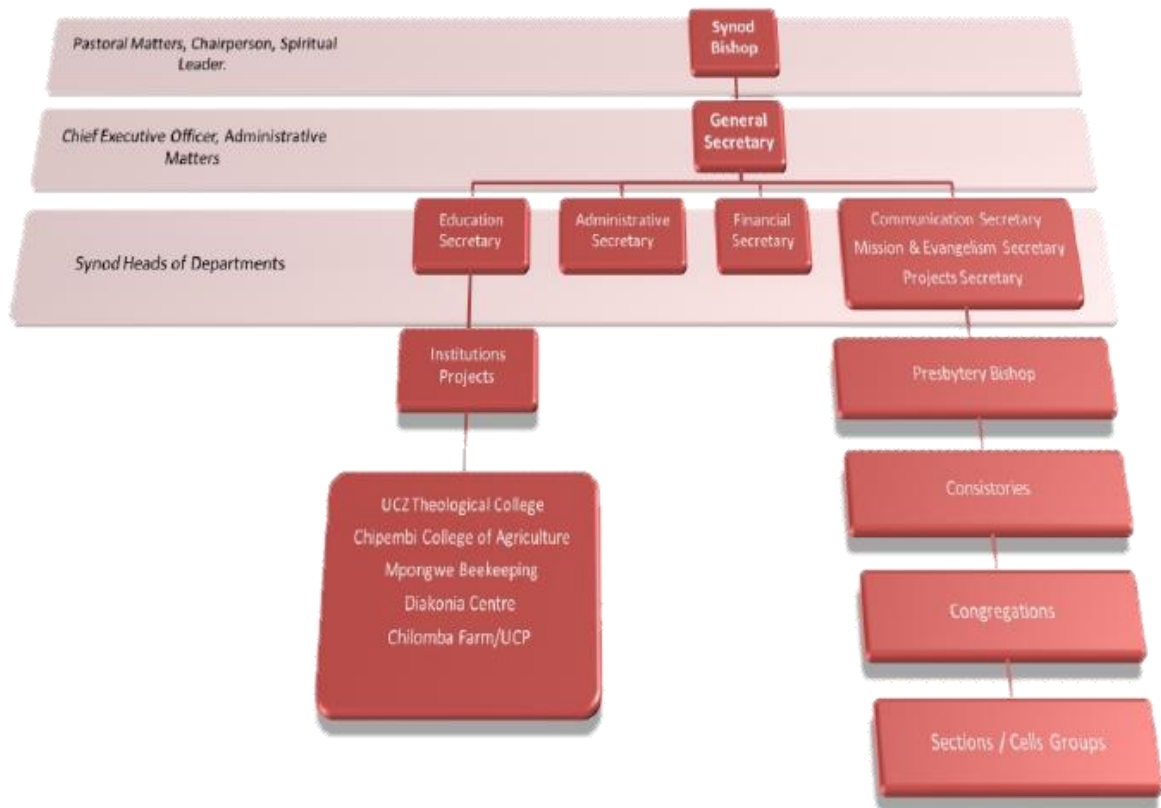 Pastoral Matters, Chairperson, Spiritual
Leader.
Synod
Bishop
Chief Executive Officer, Administrative
Matters
General
Secretary
Synod Heads of Departments
Education
Secretary
Administrative
Secretary
Financial
Secretary
Communication Secretary
Mission & Evangelism Secretary
Projects Secretary
Institutions
Projects
Presbytery Bishop
UCZ Theological College
Chipembi College of Agriculture
Mpongwe Beekeeping
Diakonia Centre
Chilomba Farm/UCP
Consistories
Congregations
Sections / Cells Groups